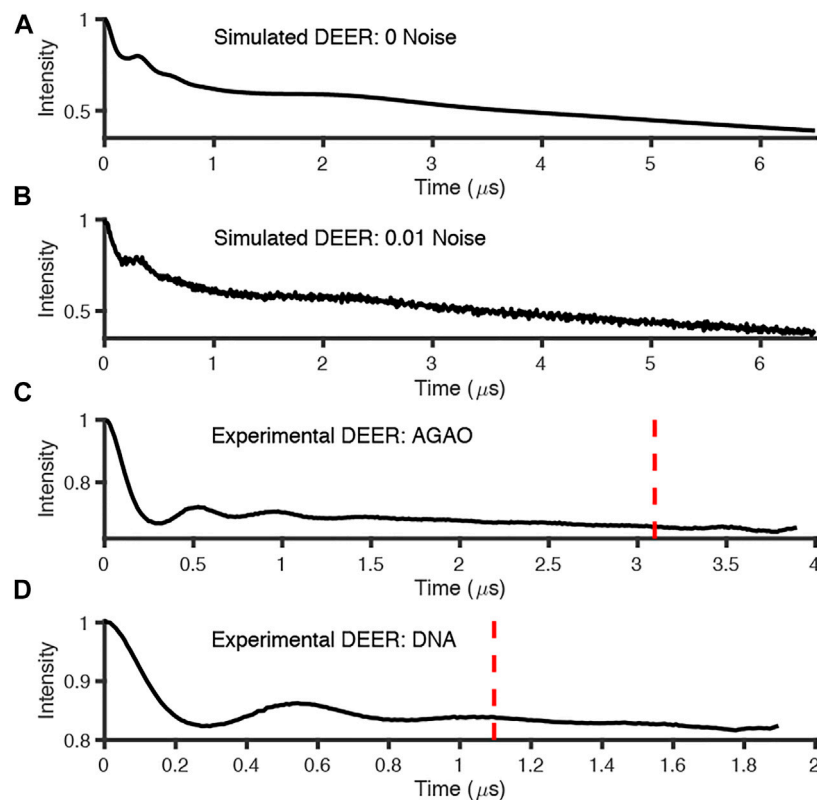 A
1
Simulated DEER: 0 Noise
Intensity
0.5
0 1 2 3 4 5 6
Time (μs)
B
1
Simulated DEER: 0.01 Noise
Intensity
0.5
0 1 2 3 4 5 6
Time (μs)
C
1
Experimental DEER: AGAO
Intensity
0.8
0 0.5 1 1.5 2 2.5 3 3.5 4
Time (μs)
D
1
Experimental DEER: DNA
Intensity
0.9
0.8
0 0.2 0.4 0.6 0.8 1 1.2 1.4 1.6 1.8 2
Time (μs)